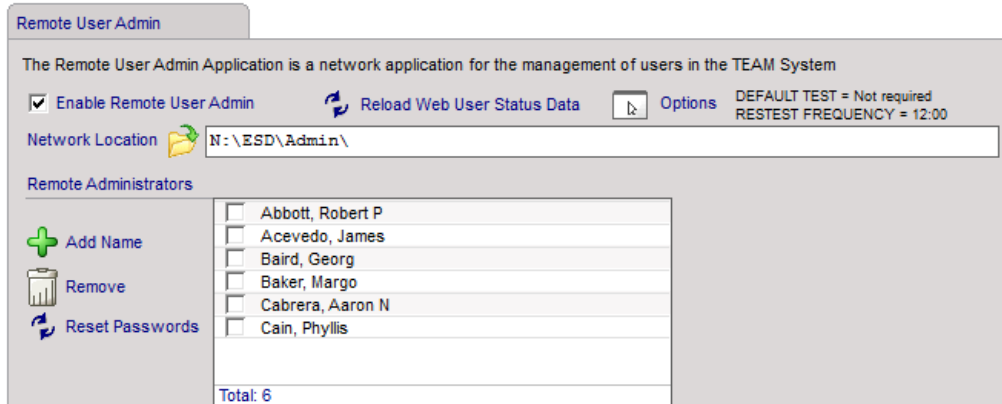 Remote User Admin
The Remote User Admin Application is a network application for the management of users in the TEAM System
Enable Remote User Admin
Reload Web User Status Data
Options
DEFAULT TEST = Not required
RESTEST FREQUENCY = 12:00
Network Location
N:\ESD\Admin\
Remote Administrators
Add Name
Remove
Reset Passwords
Abbott, Robert P
Acevedo, James
Baird, Georg
Baker, Margo
Cabrera, Aaron N
Cain, Phyllis
Total: 6